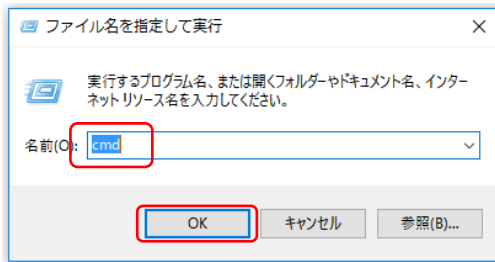 ファイル名を指定して実行
実行するプログラム名、または開くフォルダーやドキュメント名、インター
ネット リソース名を入力してください。
名前(O): cmd
OK キャンセル 参照(B)...